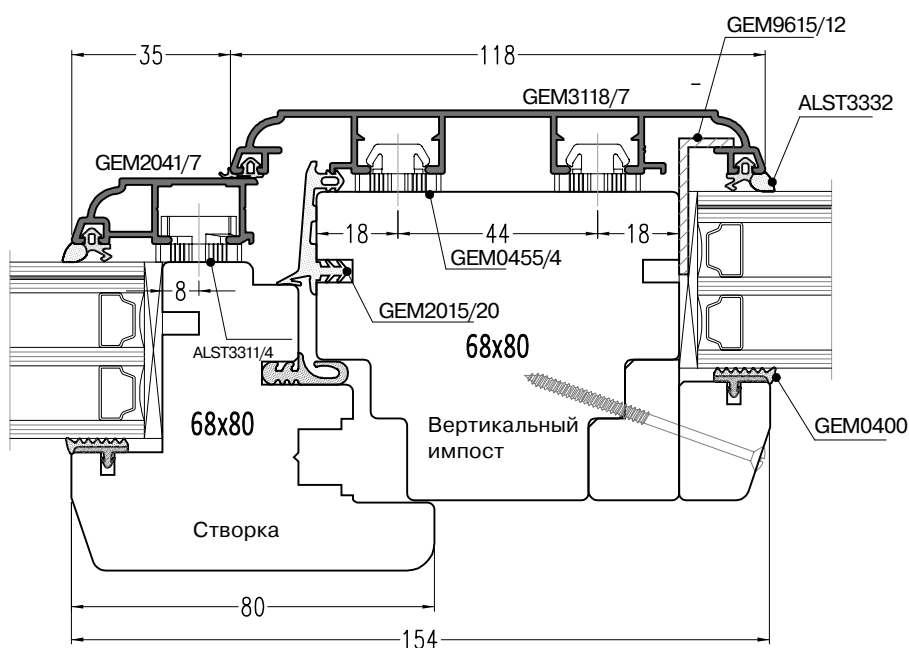 GEM9615/12
35
118
GEM3118/7
ALST3332
GEM2041/7
18
44
18
GEM0455/4
8
GEM2015/20
ALST3311/4
68x80
68x80
Вертикальный
импост
GEM0400
Створка
80
154